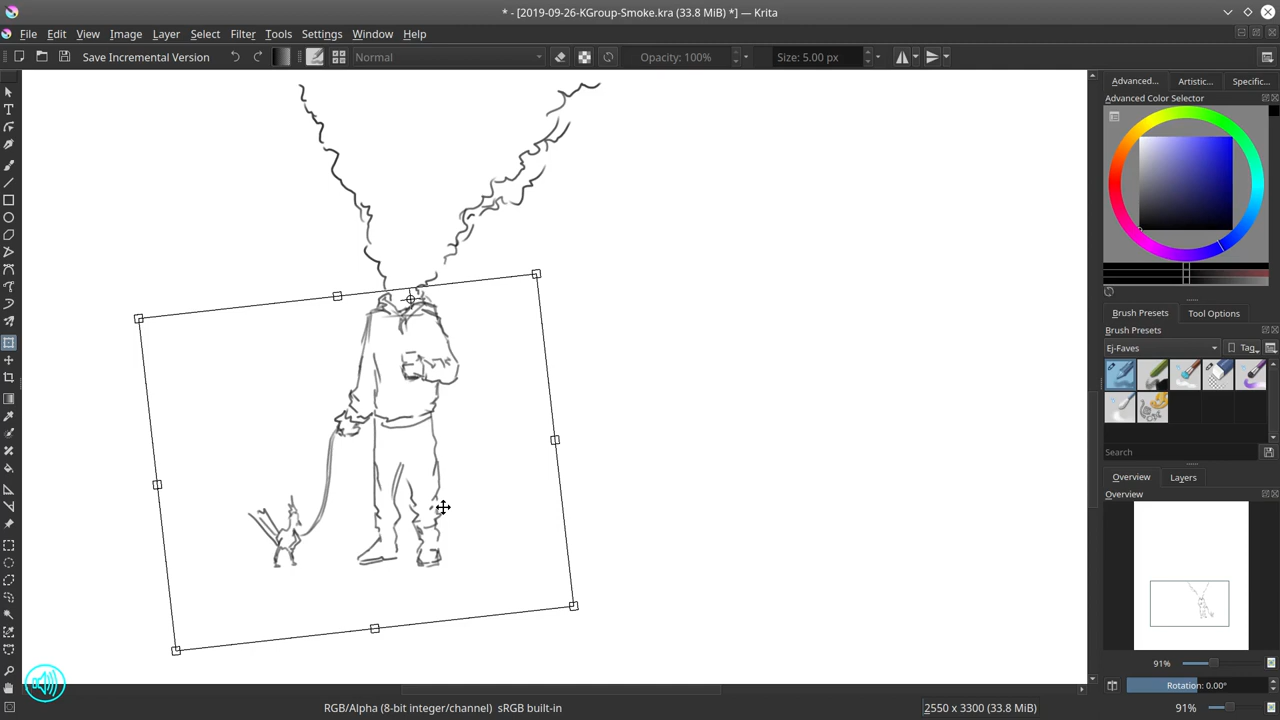 * - [2019-09-26-KGroup-Smoke.kra (33.8 MiB) *] — Krita
File Edit View Image Layer Select Filter Tools Settings Window Help
Save Incremental Version Normal Opacity: 100% Size: 5.00 px
Advanced... Artistic... Specific...
Advanced Color Selector
Brush Presets Tool Options
Brush Presets
Ej-Faves Tag
Search
Overview Layers
Overview
91%
Rotation: 0.00°
RGB/Alpha (8-bit integer/channel) sRGB built-in 2550 x 3300 (33.8 MiB) 91%